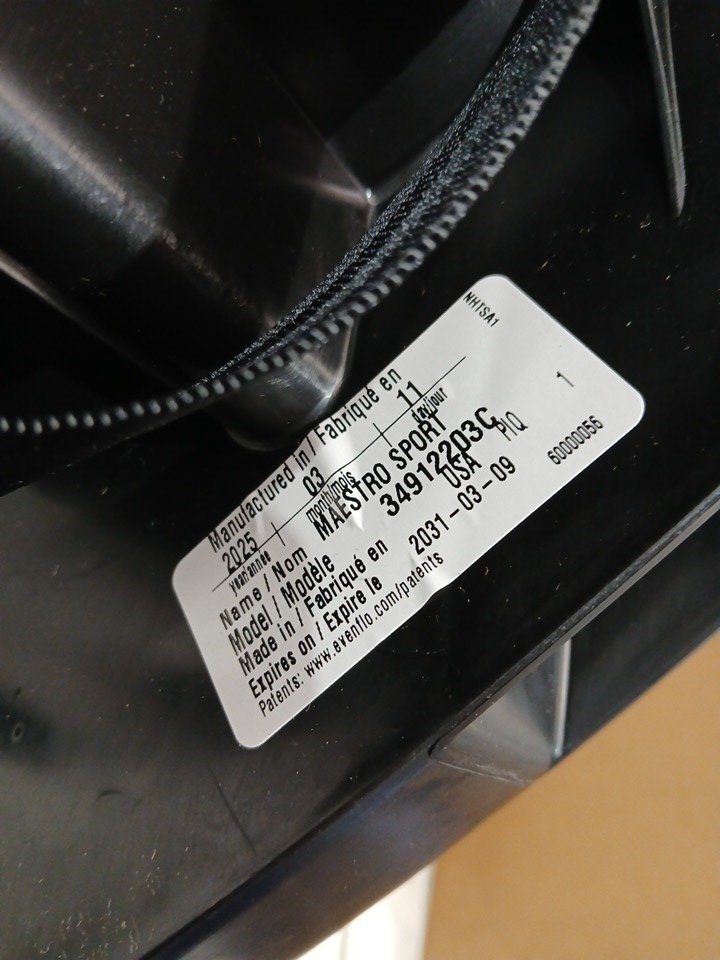 NHTSA1
Manufactured in / Fabriqué en
2025 | 03 | 11
year/année month/mois day/jour
Name / Nom MAESTRO SPORT
Model / Modèle 34912203C
Made in / Fabriqué en USA PIQ 1
Expires on / Expire le 2031-03-09
Patents: www.evenflo.com/patents 60000056